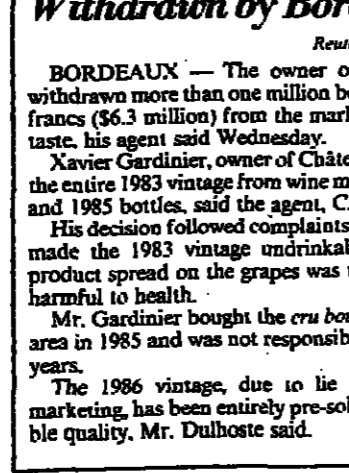 Withdrawn by Bor
Reut
BORDEAUX — The owner o
withdrawn more than one million b
francs ($6.3 million) from the mark
taste, his agent said Wednesday.
Xavier Gardinier, owner of Châte
the entire 1983 vintage from wine m
and 1985 bottles, said the agent, C.
His decision followed complaints
made the 1983 vintage undrinkal
product spread on the grapes was
harmful to health.
Mr. Gardinier bought the cru bou
area in 1985 and was not responsib
years.
The 1986 vintage, due to lie
marketing, has been entirely pre-sol
ble quality, Mr. Dulhoste said.